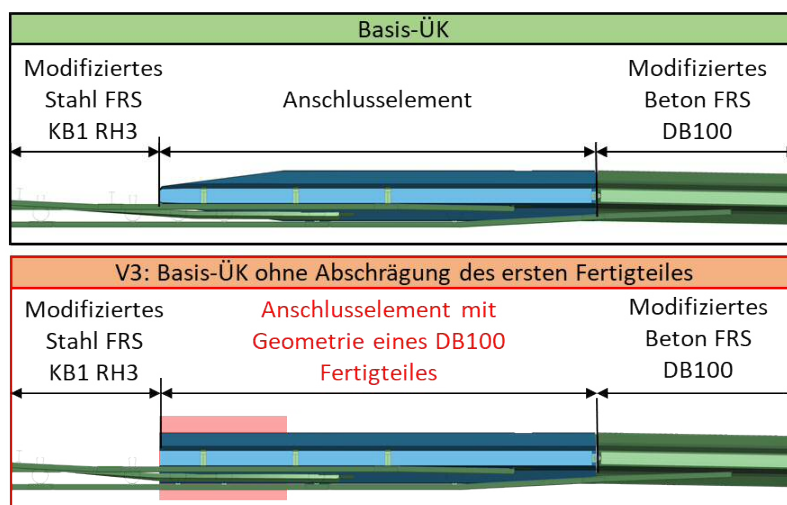 Basis-ÜK
Modifiziertes
Stahl FRS
KB1 RH3
Anschlusselement
Modifiziertes
Beton FRS
DB100
V3: Basis-ÜK ohne Abschrägung des ersten Fertigteiles
Modifiziertes
Stahl FRS
KB1 RH3
Anschlusselement mit
Geometrie eines DB100
Fertigteiles
Modifiziertes
Beton FRS
DB100